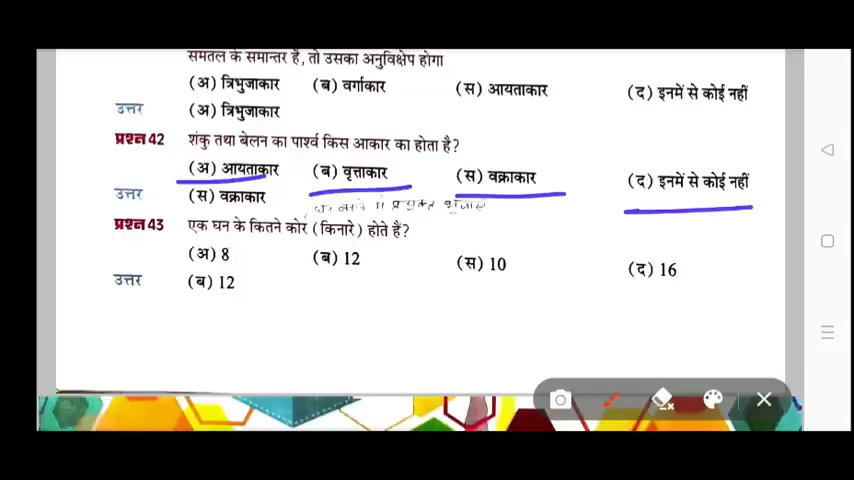 समतल के समान्तर है, तो उसका अनुविक्षेप होगा
(अ) त्रिभुजाकार (ब) वर्गाकार (स) आयताकार (द) इनमें से कोई नहीं
उत्तर (अ) त्रिभुजाकार
प्रश्न 42 शंकु तथा बेलन का पार्श्व किस आकार का होता है?
(अ) आयताकार (ब) वृत्ताकार (स) वक्राकार (द) इनमें से कोई नहीं
उत्तर (स) वक्राकार
प्रश्न 43 एक घन के कितने कोर (किनारे) होते हैं?
(अ) 8 (ब) 12 (स) 10 (द) 16
उत्तर (ब) 12